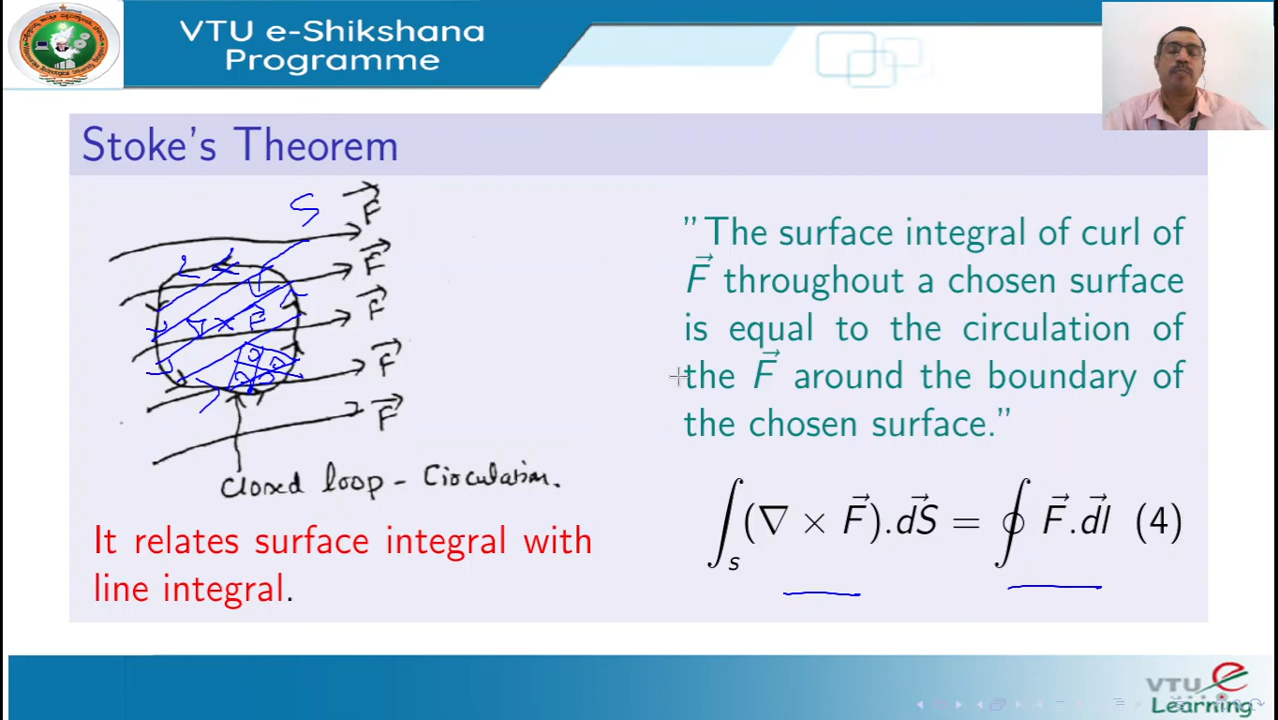 VTU e-Shikshana
Programme
Stoke's Theorem
S
F
F
F
F
F
∇ × F
closed loop - Circulation.
It relates surface integral with
line integral.
"The surface integral of curl of
F⃗ throughout a chosen surface
is equal to the circulation of
the F⃗ around the boundary of
the chosen surface."
∫s(∇ × F⃗).dS⃗ = ∮ F⃗.dl⃗ (4)
VTU e
Learning